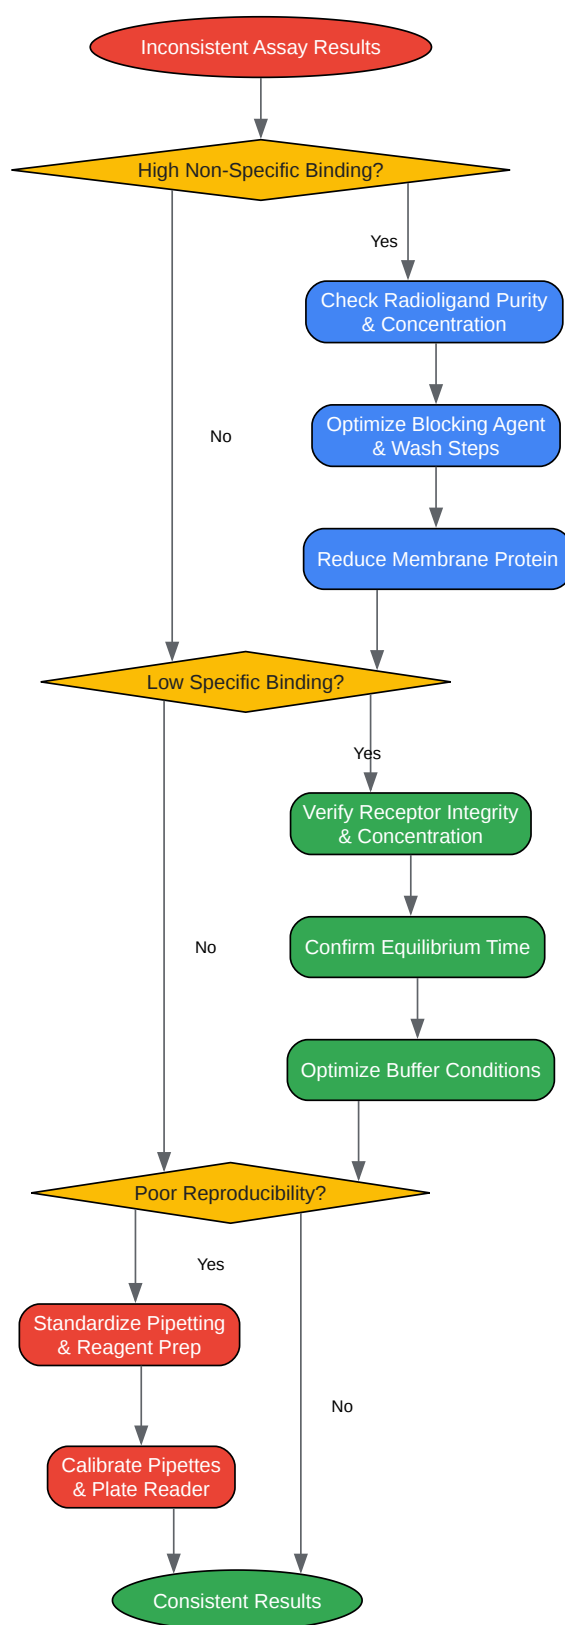 Inconsistent Assay Results
High Non-Specific Binding?
Yes
Check Radioligand Purity
& Concentration
No
Optimize Blocking Agent
& Wash Steps
Reduce Membrane Protein
Low Specific Binding?
Yes
Verify Receptor Integrity
& Concentration
No
Confirm Equilibrium Time
Optimize Buffer Conditions
Poor Reproducibility?
Yes
Standardize Pipetting
& Reagent Prep
No
Calibrate Pipettes
& Plate Reader
Consistent Results